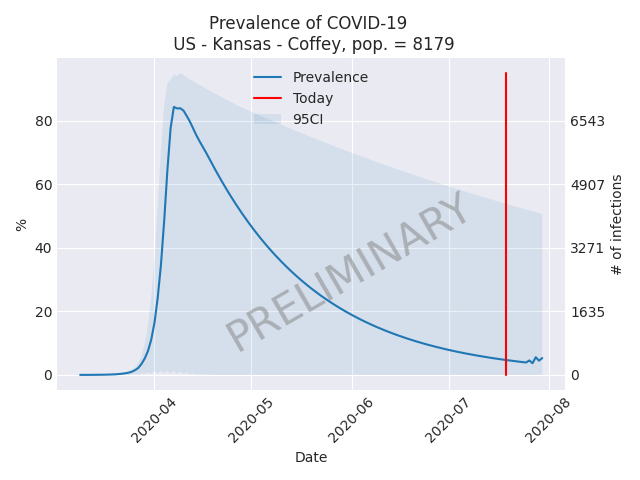 Prevalence of COVID-19
US - Kansas - Coffey, pop. = 8179
Prevalence
Today
95CI
80
60
40
20
0
%
6543
4907
3271
1635
0
# of infections
PRELIMINARY
2020-04
2020-05
2020-06
2020-07
2020-08
Date